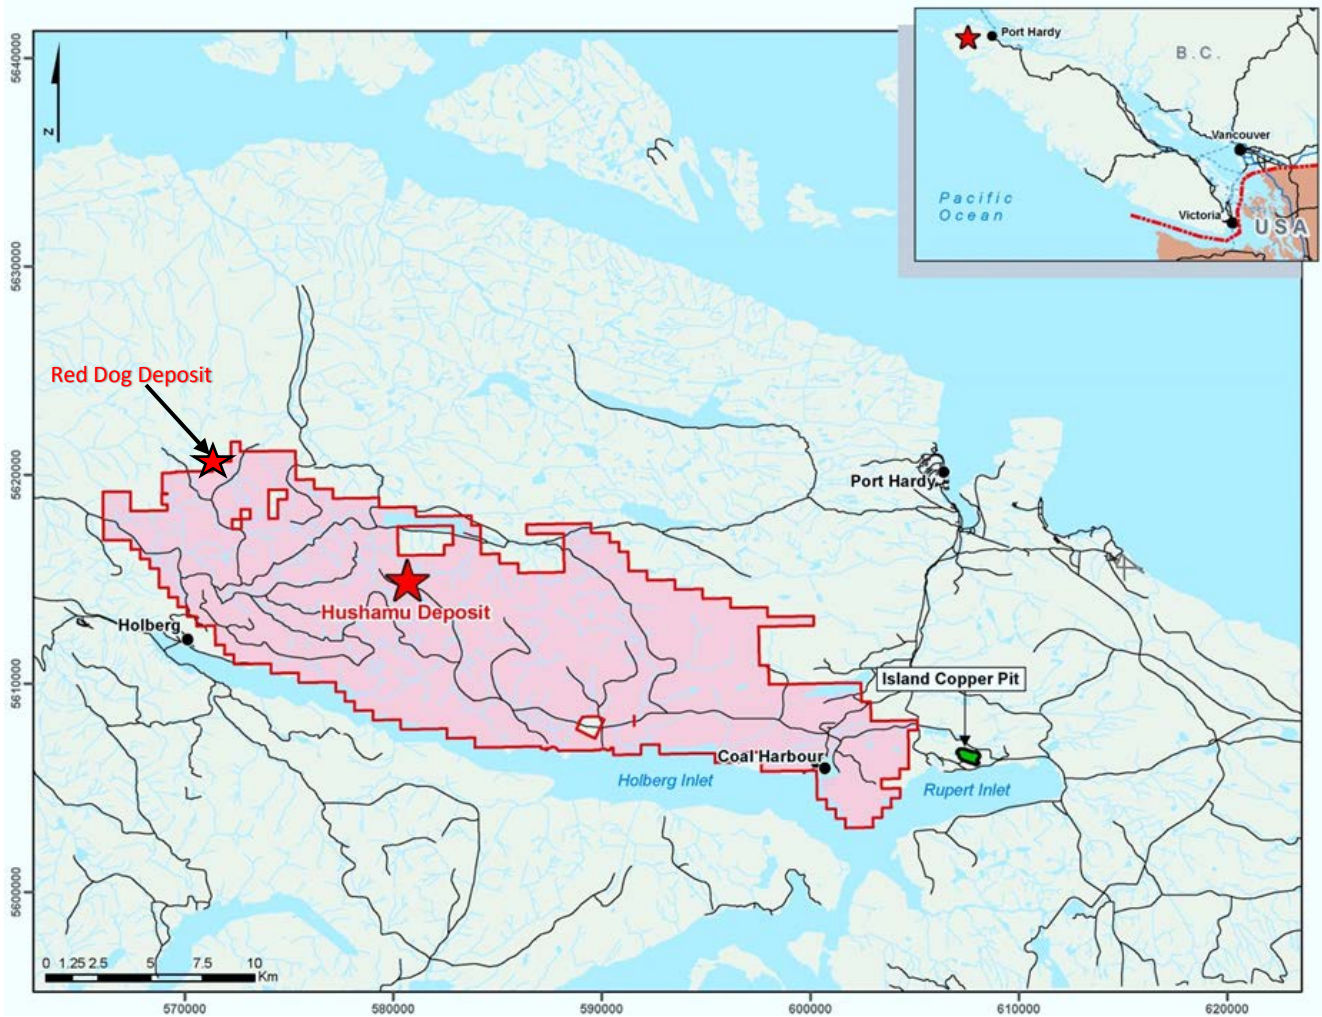 Port Hardy
B.C.
Vancouver
Pacific
Ocean
Victoria
USA
5640000
N
5630000
Red Dog Deposit
5620000
Port Hardy
Hushamu Deposit
Holberg
5610000
Island Copper Pit
Coal Harbour
Holberg Inlet
Rupert Inlet
5600000
0 1.25 2.5 5 7.5 10
Km
570000 580000 590000 600000 610000 620000